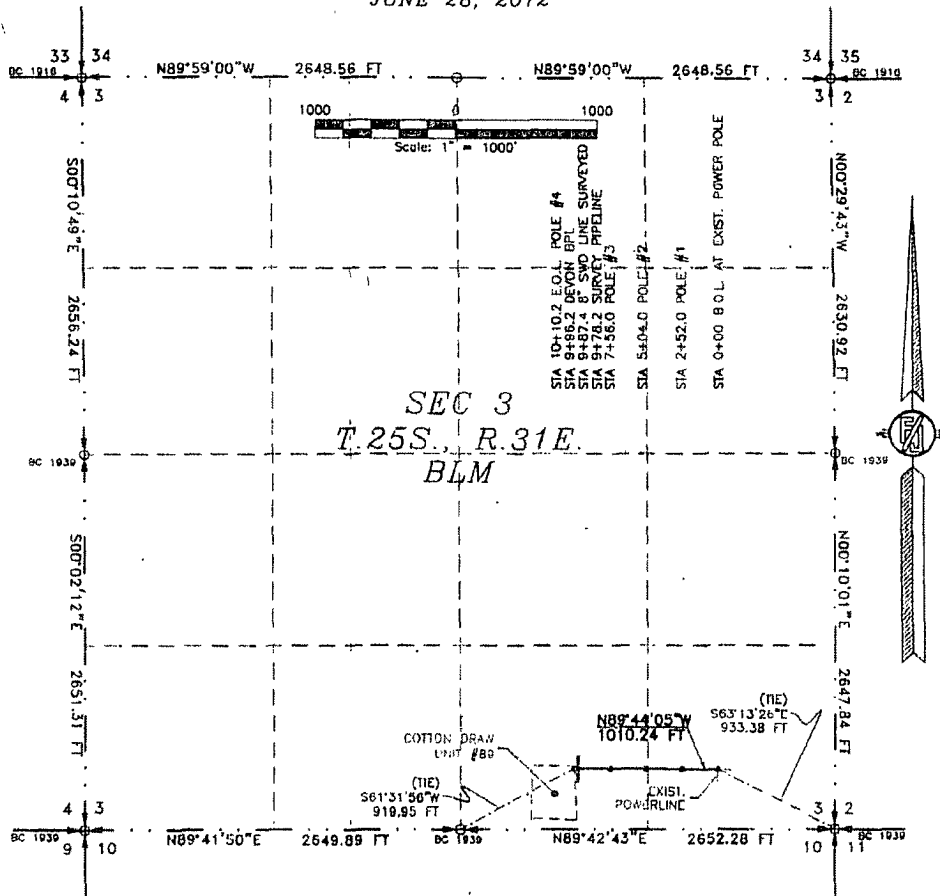 JUNE 28, 2012
33 34
34 35
BC 1916
N89°59'00"W 2648.56 FT
N89°59'00"W 2648.56 FT
BC 1916
4 3
3 2
1000 0 1000
Scale: 1" = 1000'
S00°10'49"E 2656.24 FT
N00°29'43"W 2630.92 FT
STA 10+10.2 E.O.L. POLE #4
STA 9+96.2 DEVON BPL
STA 9+87.4 8" SWD LINE SURVEYED
STA 9+78.2 SURVEY PIPELINE
STA 7+56.0 POLE #3
STA 5+04.0 POLE #2
STA 2+52.0 POLE #1
STA 0+00 B.O.L. AT EXIST. POWER POLE
SEC 3
T.25S., R.31E.
BLM
BC 1939
BC 1939
S00°02'12"E 2651.31 FT
N00°10'01"E 2647.84 FT
(TIE)
S63°13'26"E
933.38 FT
N89°44'05"W
1010.24 FT
COTTON DRAW
UNIT #89
(TIE)
S61°31'56"W
919.95 FT
EXIST.
POWERLINE
4 3
3 2
BC 1939
N89°41'50"E 2649.89 FT
BC 1939
N89°42'43"E 2652.28 FT
BC 1939
9 10
10 11